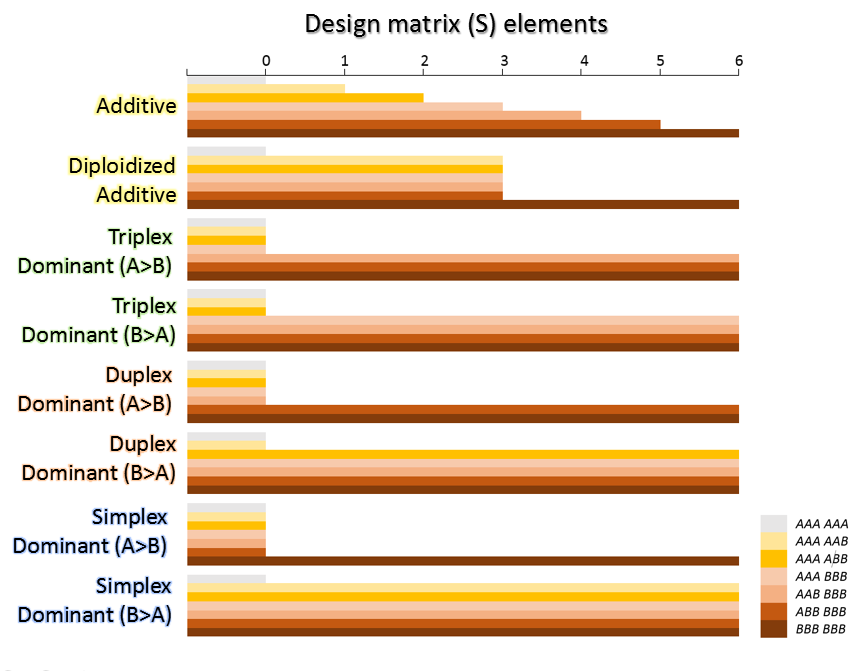 Design matrix (S) elements
0 1 2 3 4 5 6
Additive
Diploidized
Additive
Triplex
Dominant (A>B)
Triplex
Dominant (B>A)
Duplex
Dominant (A>B)
Duplex
Dominant (B>A)
Simplex
Dominant (A>B)
Simplex
Dominant (B>A)
AAA AAA
AAA AAB
AAA ABB
AAA BBB
AAB BBB
ABB BBB
BBB BBB